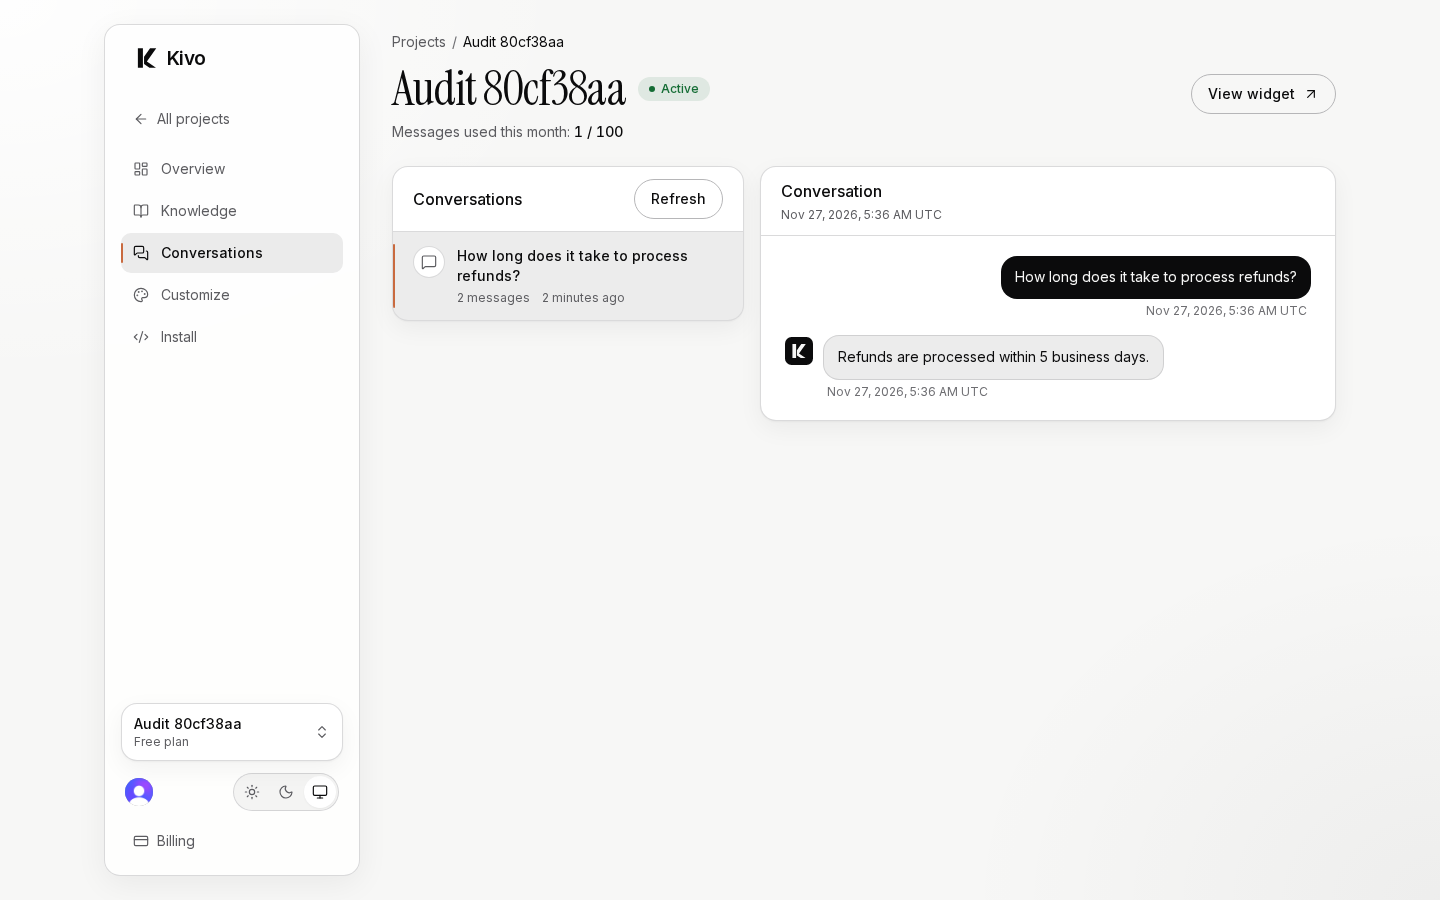 Kivo
All projects
Overview
Knowledge
Conversations
Customize
Install
Audit 80cf38aa
Free plan
Billing
Projects / Audit 80cf38aa
Audit 80cf38aa
Active
Messages used this month: 1 / 100
View widget
Conversations
Refresh
How long does it take to process
refunds?
2 messages 2 minutes ago
Conversation
Nov 27, 2026, 5:36 AM UTC
How long does it take to process refunds?
Nov 27, 2026, 5:36 AM UTC
Refunds are processed within 5 business days.
Nov 27, 2026, 5:36 AM UTC